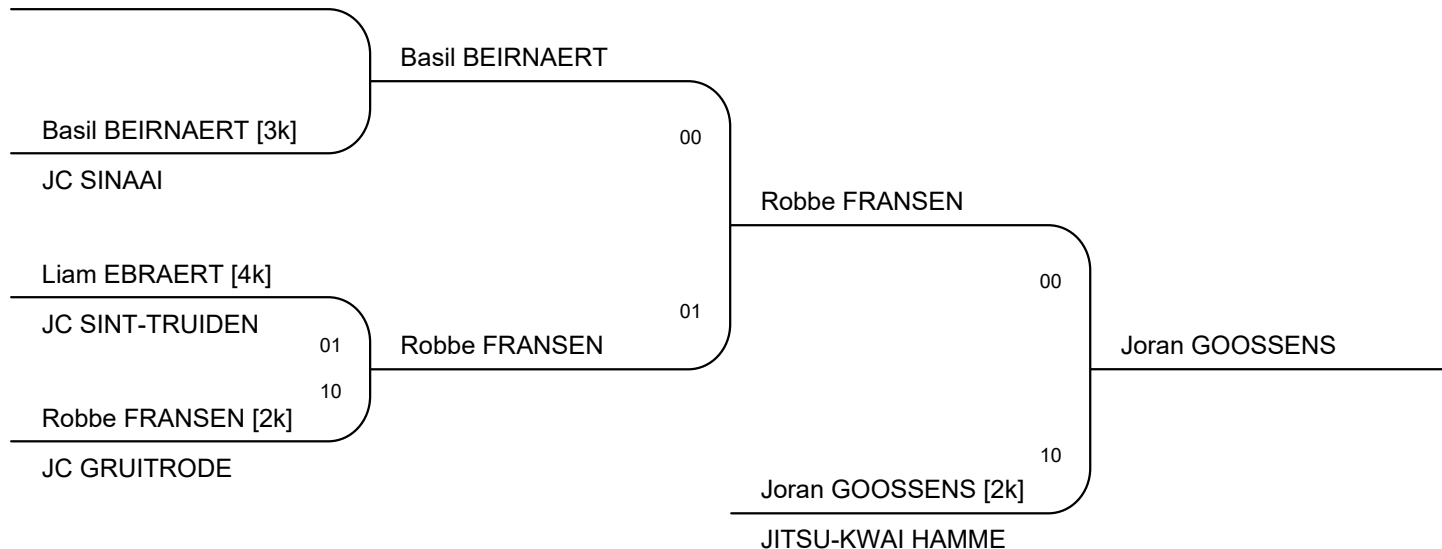 Basil BEIRNAERT
Basil BEIRNAERT [3k]
00
JC SINAAI
Robbe FRANSEN
Liam EBRAERT [4k]
00
JC SINT-TRUIDEN
01
01
Robbe FRANSEN
Joran GOOSSENS
10
Robbe FRANSEN [2k]
10
JC GRUITRODE
Joran GOOSSENS [2k]
JITSU-KWAI HAMME